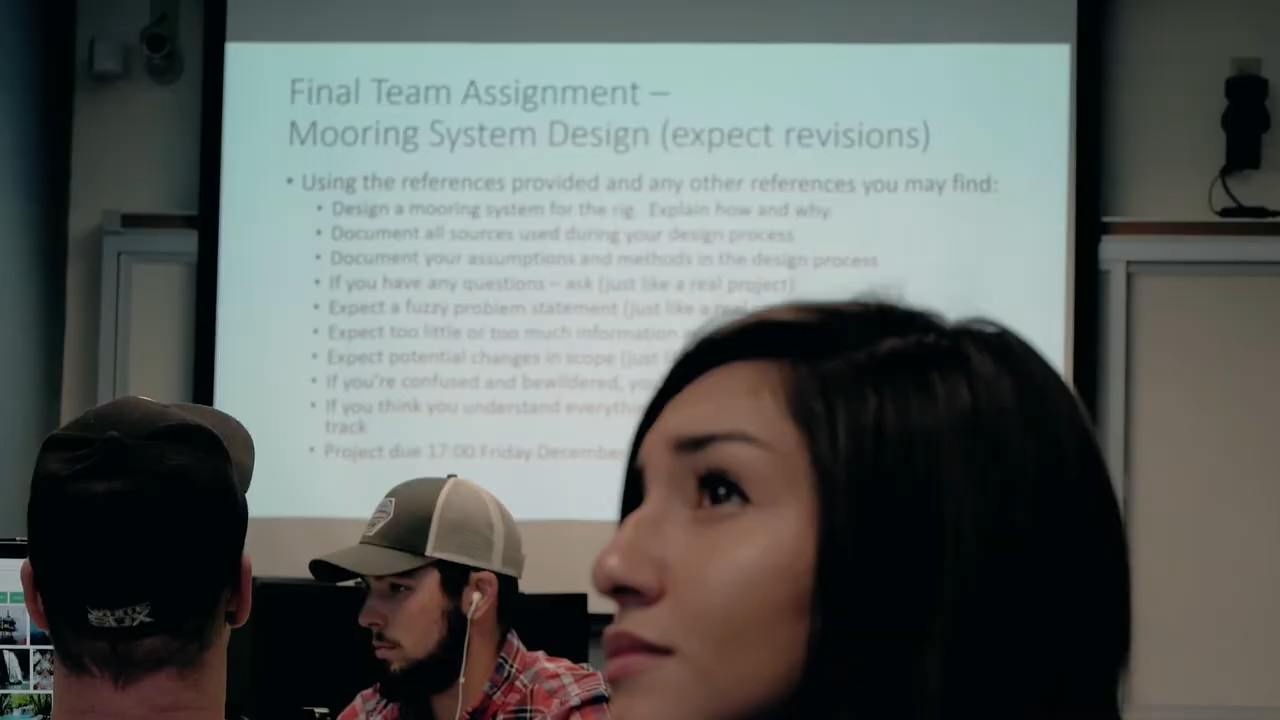 Final Team Assignment –
Mooring System Design (expect revisions)
• Using the references provided and any other references you may find:
• Design a mooring system for the rig. Explain how and why.
• Document all sources used during your design process
• Document your assumptions and methods in the design process
• If you have any questions – ask (just like a real project)
• Expect a fuzzy problem statement (just like a real
• Expect too little or too much information
• Expect potential changes in scope (just
• If you're confused and bewildered,
• If you think you understand
track
• Project due 17:00 Friday December
WHITE
SOX